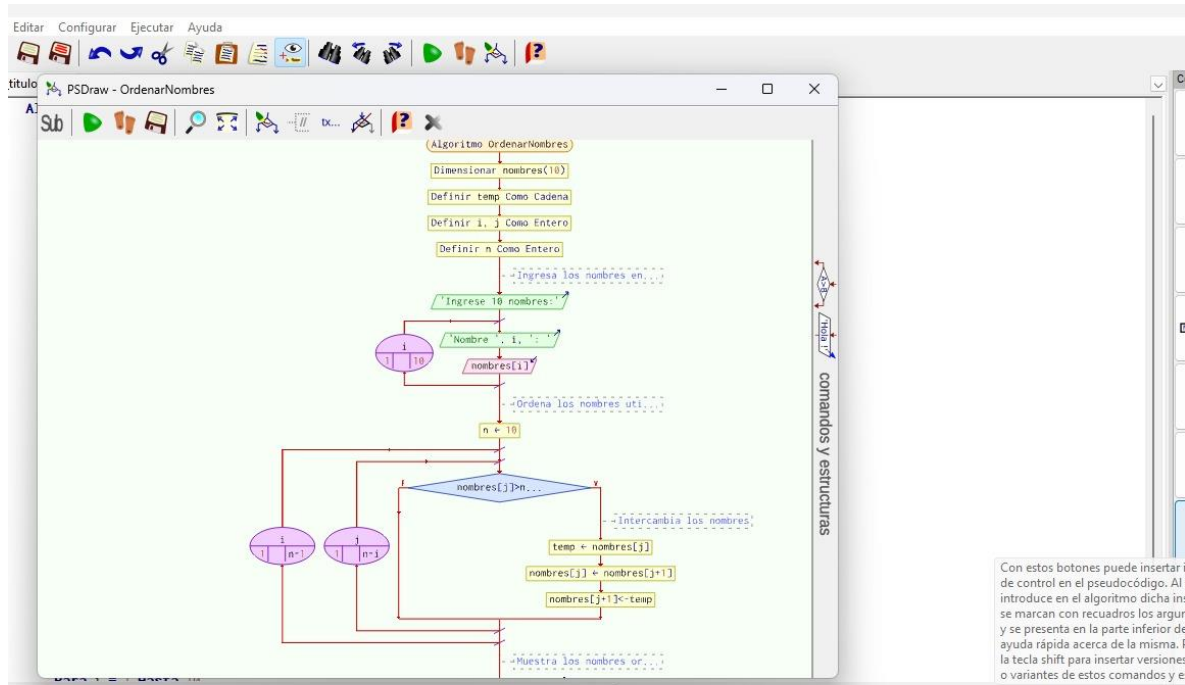 Editar Configurar Ejecutar Ayuda
titulo
PSDraw - OrdenarNombres
Sub
tx...
Algoritmo OrdenarNombres
Dimensionar nombres(10)
Definir temp Como Cadena
Definir i, j Como Entero
Definir n Como Entero
Ingresa los nombres en...
'Ingrese 10 nombres:'
'Nombre ', i, ': '
i
1 10
nombres[i]
Ordena los nombres uti...
n ← 10
nombres[j]>n...
F
V
Intercambia los nombres
i
1 n-1
j
1 n-i
temp ← nombres[j]
nombres[j] ← nombres[j+1]
nombres[j+1]<-temp
Muestra los nombres or...
A>B
'Hola !'
comandos y estructuras
Con estos botones puede insertar i
de control en el pseudocódigo. Al
introduce en el algoritmo dicha ins
se marcan con recuadros los argu
y se presenta en la parte inferior de
ayuda rápida acerca de la misma. P
la tecla shift para insertar versiones
o variantes de estos comandos y e